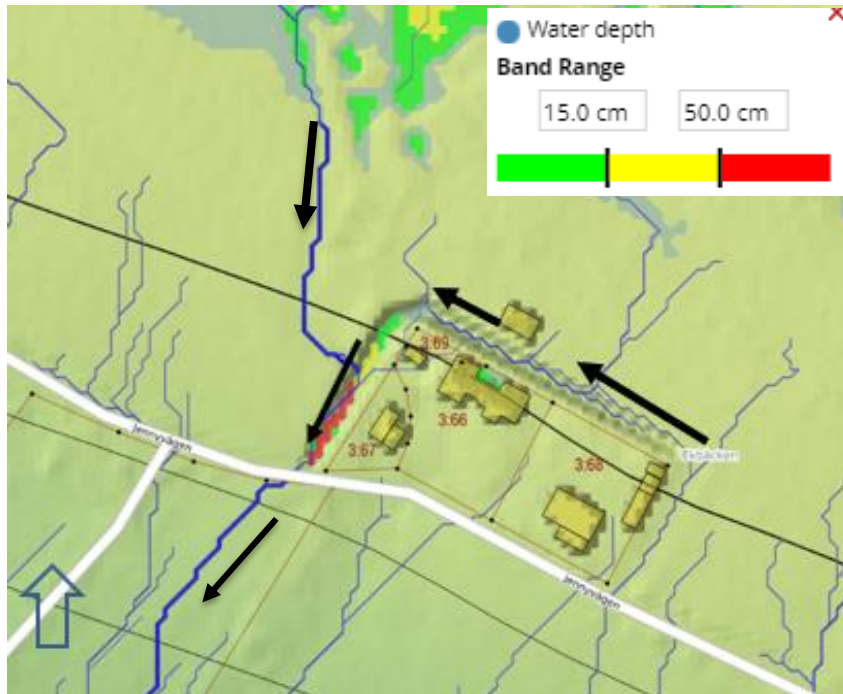 Water depth
Band Range
15.0 cm 50.0 cm
3:69
3:66
3:67
3:68
Ekbäcken
Jennyvägen
Jennyvägen